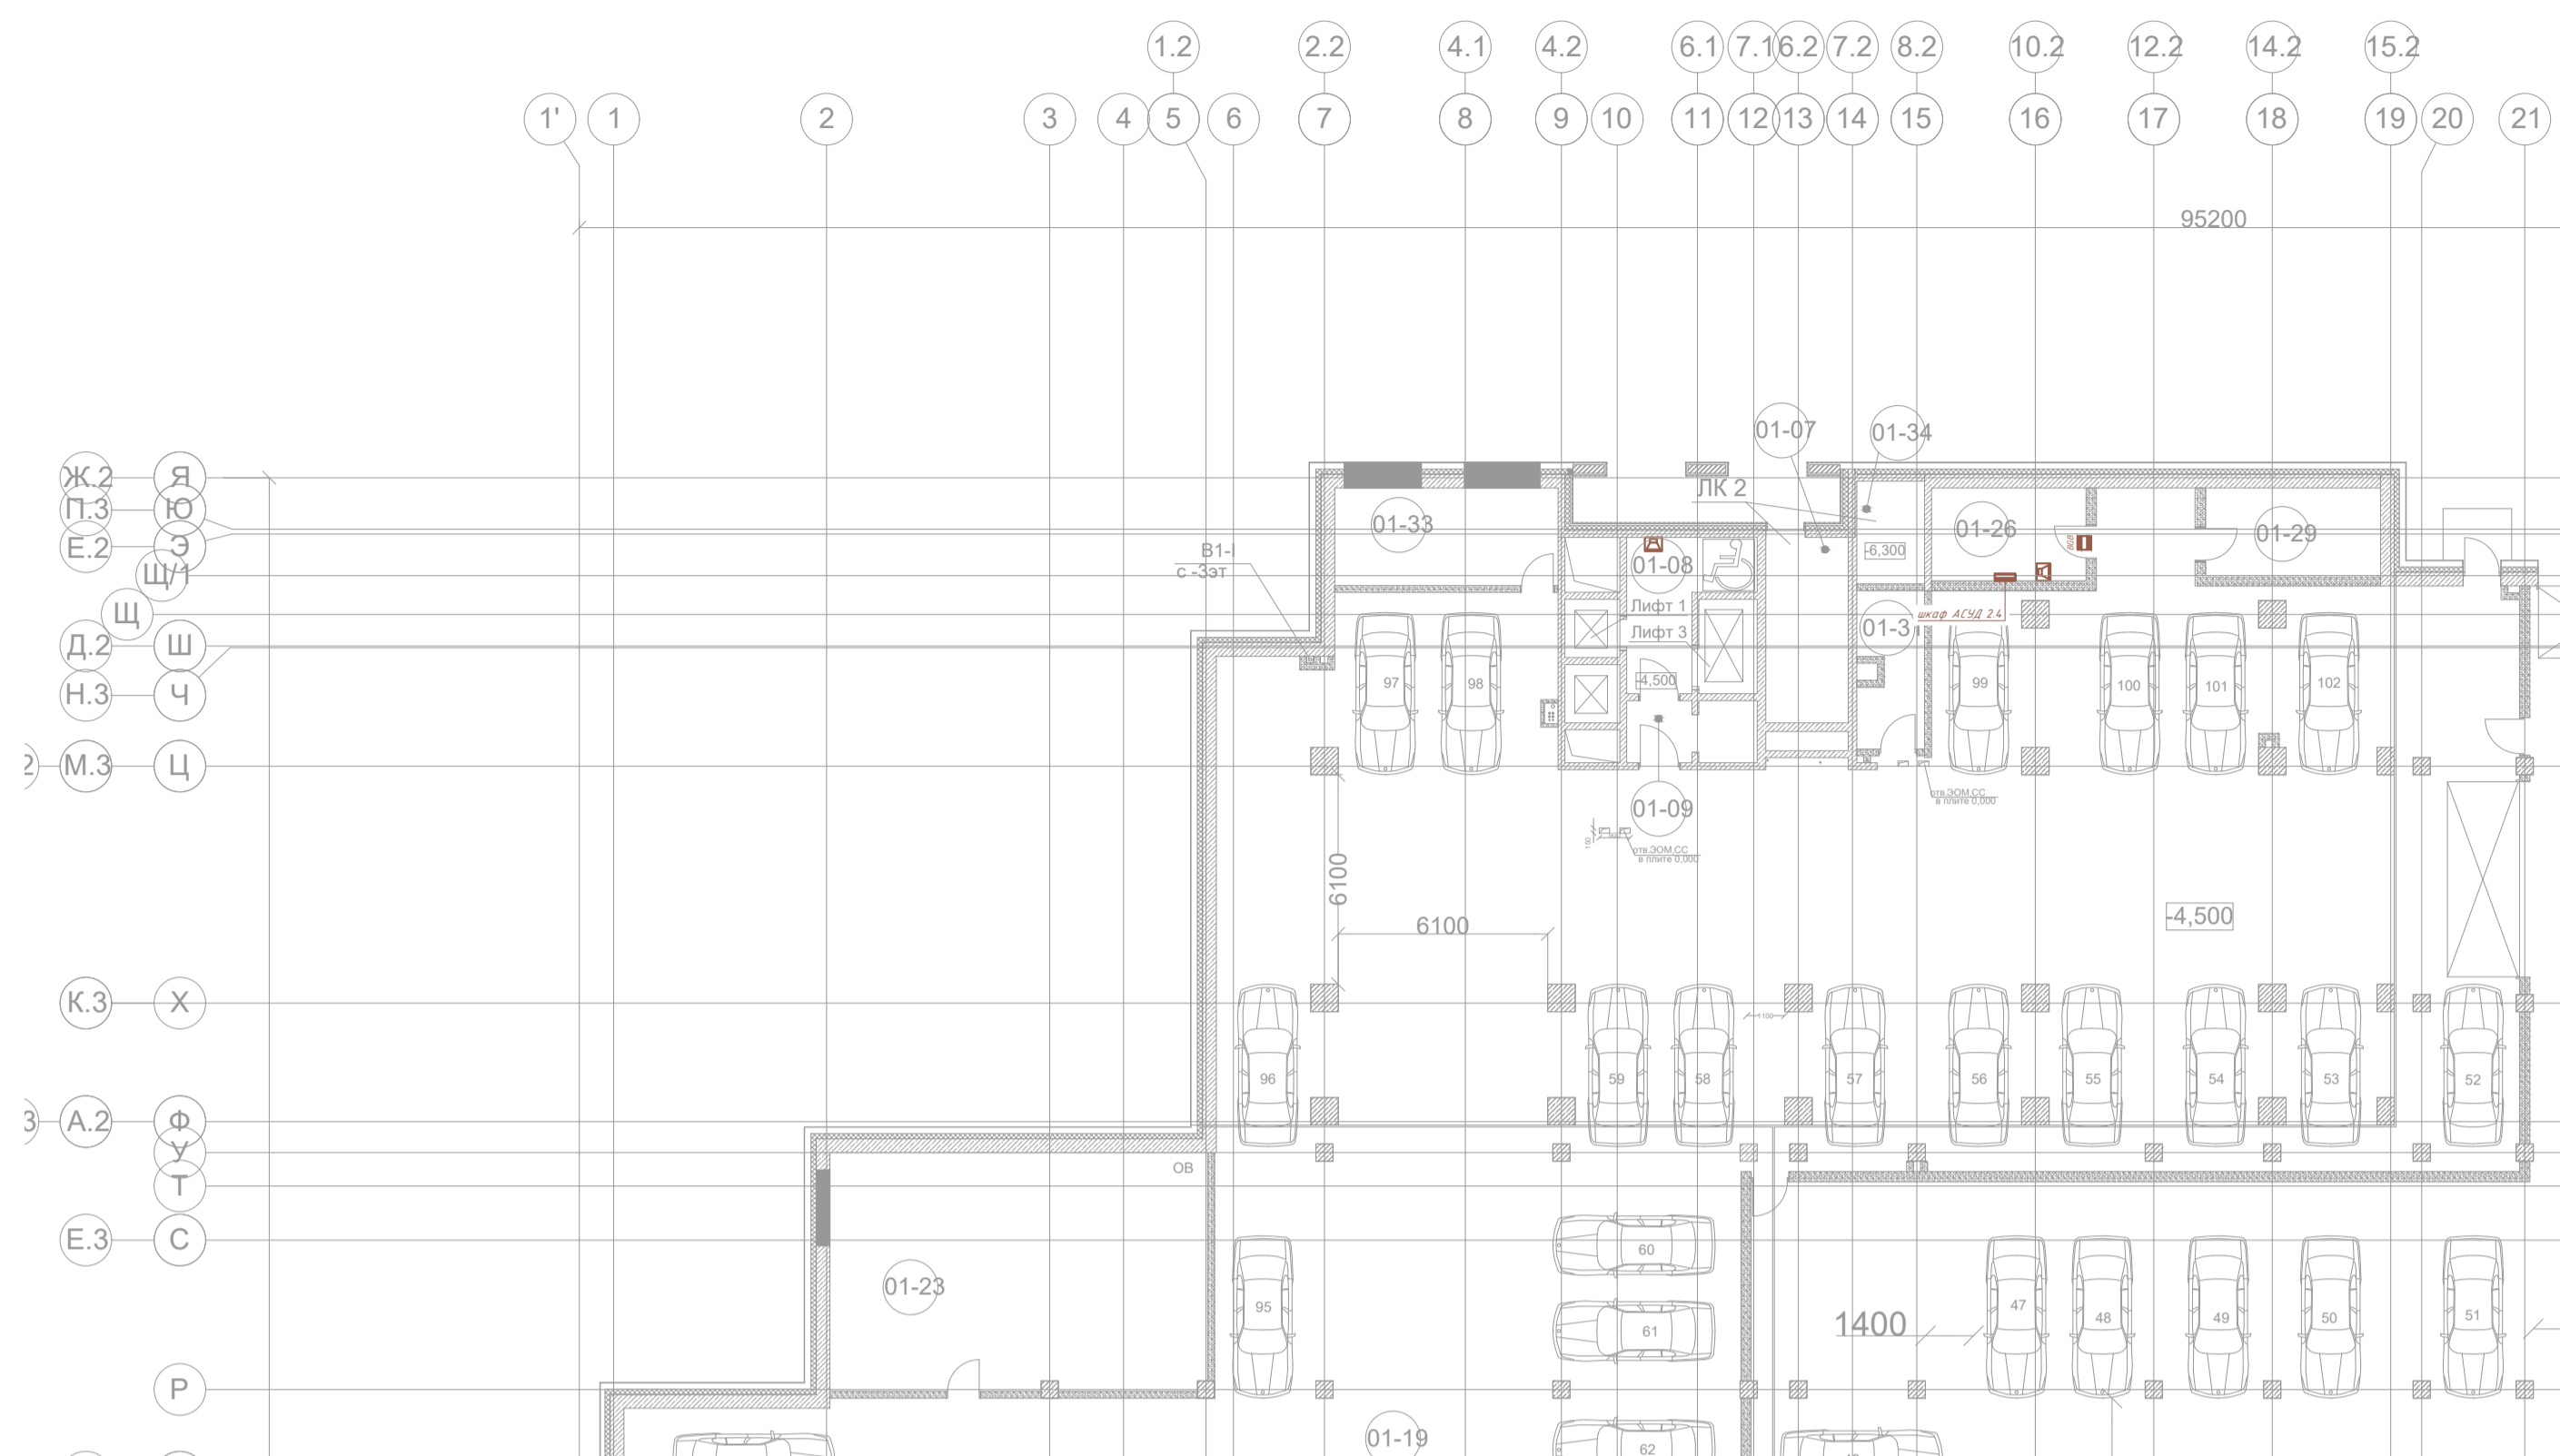 1.2 2.2 4.1 4.2 6.1 7.1 6.2 7.2 8.2 10.2 12.2 14.2 15.2
1' 1 2 3 4 5 6 7 8 9 10 11 12 13 14 15 16 17 18 19 20 21
95200
01-07 01-34
Ж.2 Я
ЛК 2
П.3 Ю
01-33 01-26 01-29
Е.2 Э
В1-I
с -3эт
-6,300
BGB
01-08
Щ/1
Щ
Лифт 1
шкаф АСУД 2.4
Лифт 3
01-3
Д.2 Ш
-4,500
97 98 99 100 101 102
Н.3 Ч
2 М.3 Ц
отв.ЭОМ,СС
в плите 0,000
01-09
150
отв.ЭОМ,СС
в плите 0,000
6100
6100
-4,500
К.3 Х
1100
96 59 58 57 56 55 54 53 52
3 А.2 Ф
У
ОВ
Т
Е.3 С
60
01-23
95 61 1400 47 48 49 50 51
Р
01-19
62